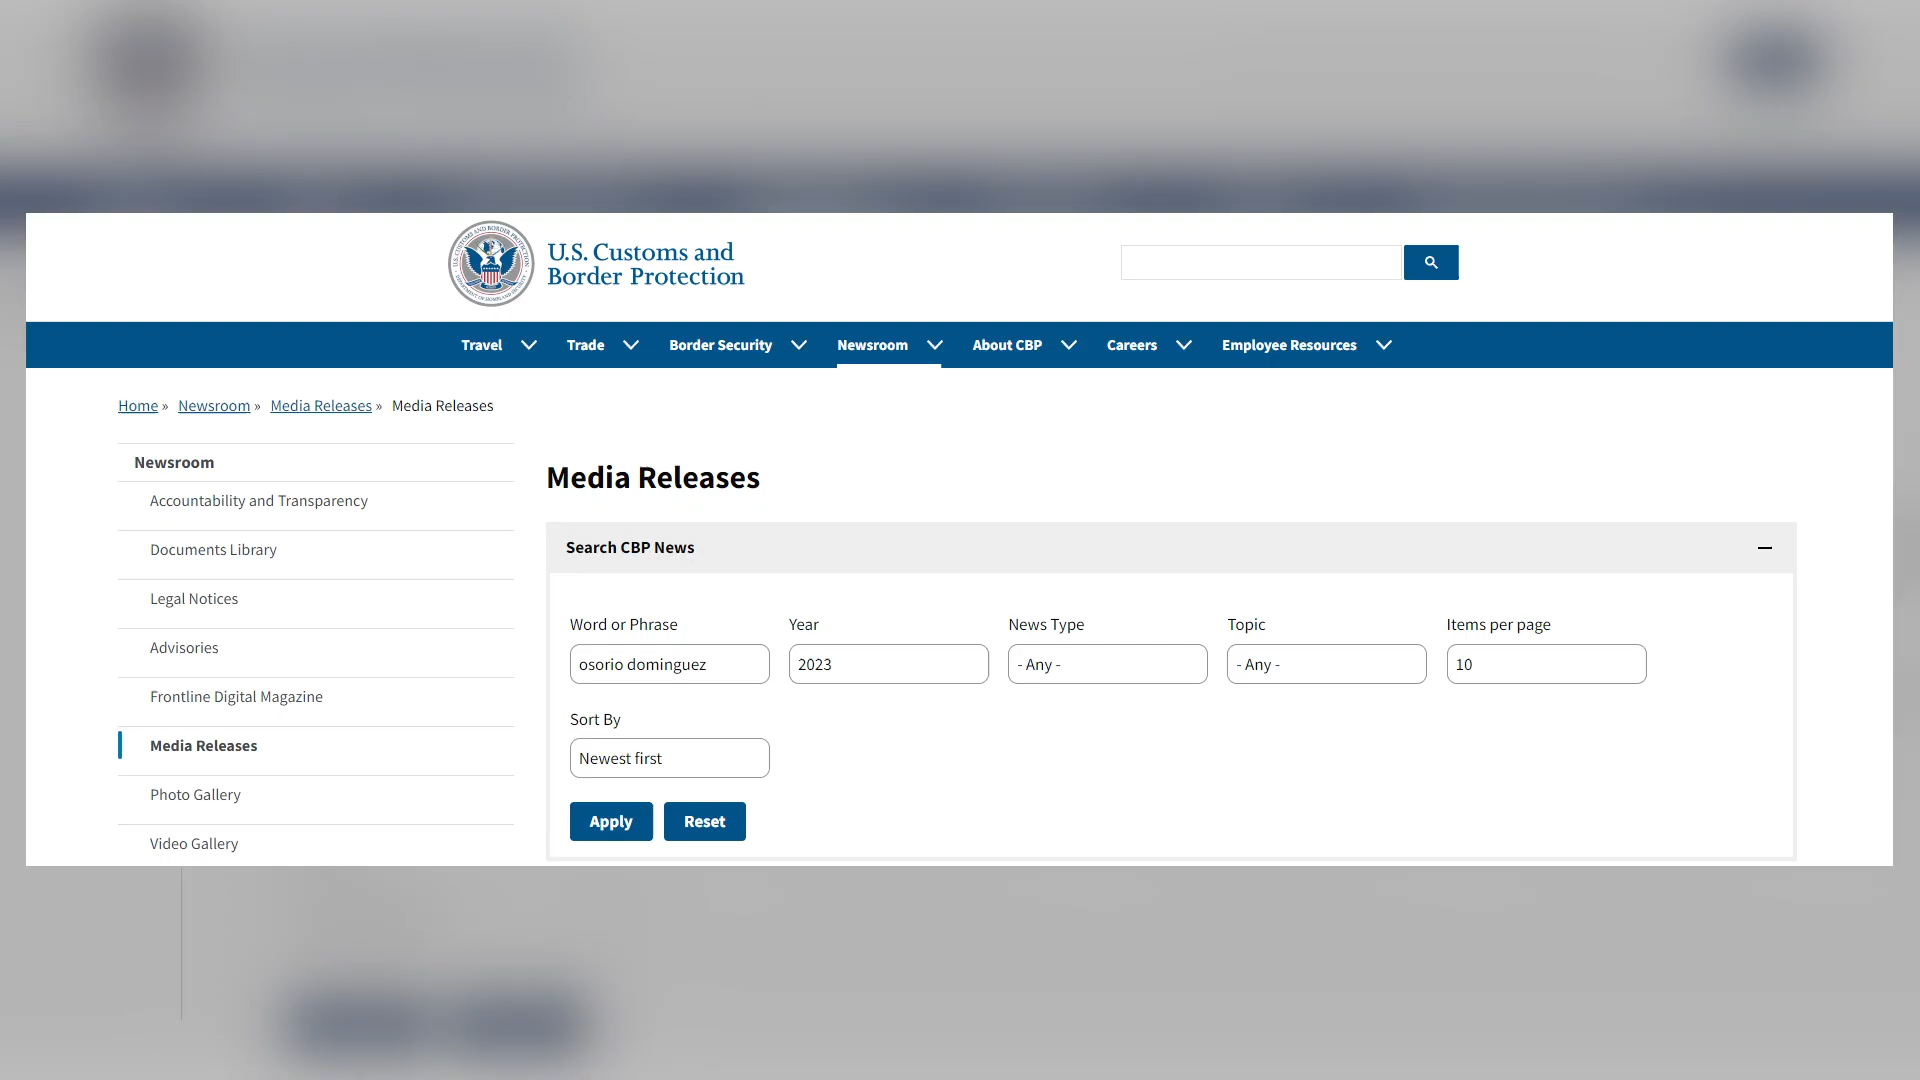 U.S. Customs and
Border Protection
Travel Trade Border Security Newsroom About CBP Careers Employee Resources
Home » Newsroom » Media Releases » Media Releases
Newsroom
Accountability and Transparency
Documents Library
Legal Notices
Advisories
Frontline Digital Magazine
Media Releases
Photo Gallery
Video Gallery
Media Releases
Search CBP News
Word or Phrase Year News Type Topic Items per page
osorio dominguez 2023 - Any - - Any - 10
Sort By
Newest first
Apply Reset